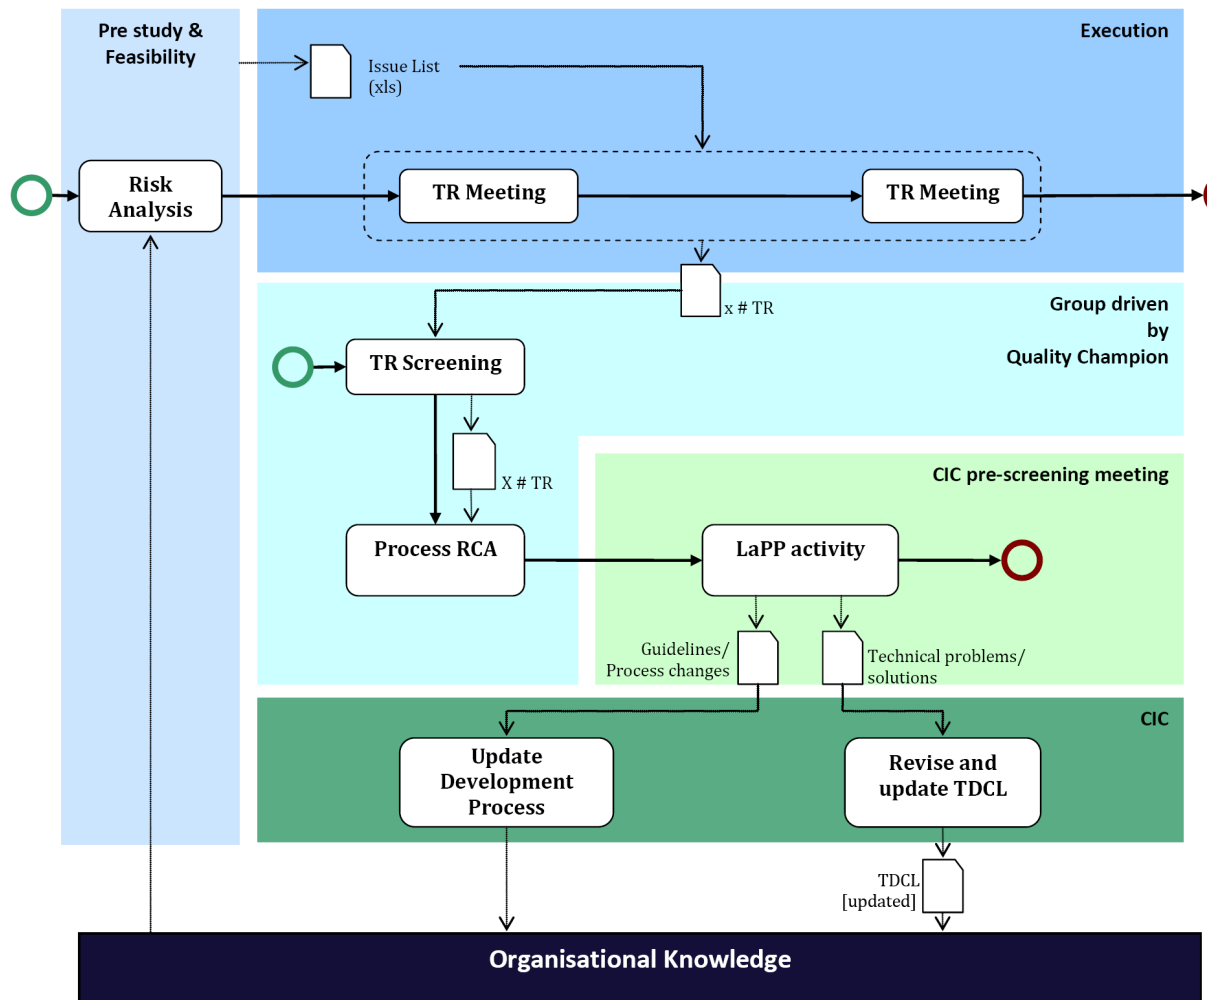 Pre study &
Feasibility
Execution
Issue List
(xls)
Risk
Analysis
TR Meeting
TR Meeting
x # TR
Group driven
by
Quality Champion
TR Screening
X # TR
CIC pre-screening meeting
Process RCA
LaPP activity
Guidelines/
Process changes
Technical problems/
solutions
CIC
Update
Development
Process
Revise and
update TDCL
TDCL
[updated]
Organisational Knowledge